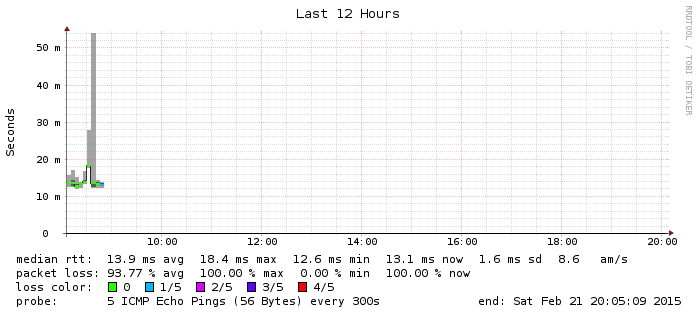 Last 12 Hours
RRDTOOL / TOBI OETIKER
Seconds
50 m
40 m
30 m
20 m
10 m
0
10:00 12:00 14:00 16:00 18:00 20:00
median rtt: 13.9 ms avg 18.4 ms max 12.6 ms min 13.1 ms now 1.6 ms sd 8.6 am/s
packet loss: 93.77 % avg 100.00 % max 0.00 % min 100.00 % now
loss color: 0 1/5 2/5 3/5 4/5
probe: 5 ICMP Echo Pings (56 Bytes) every 300s end: Sat Feb 21 20:05:09 2015